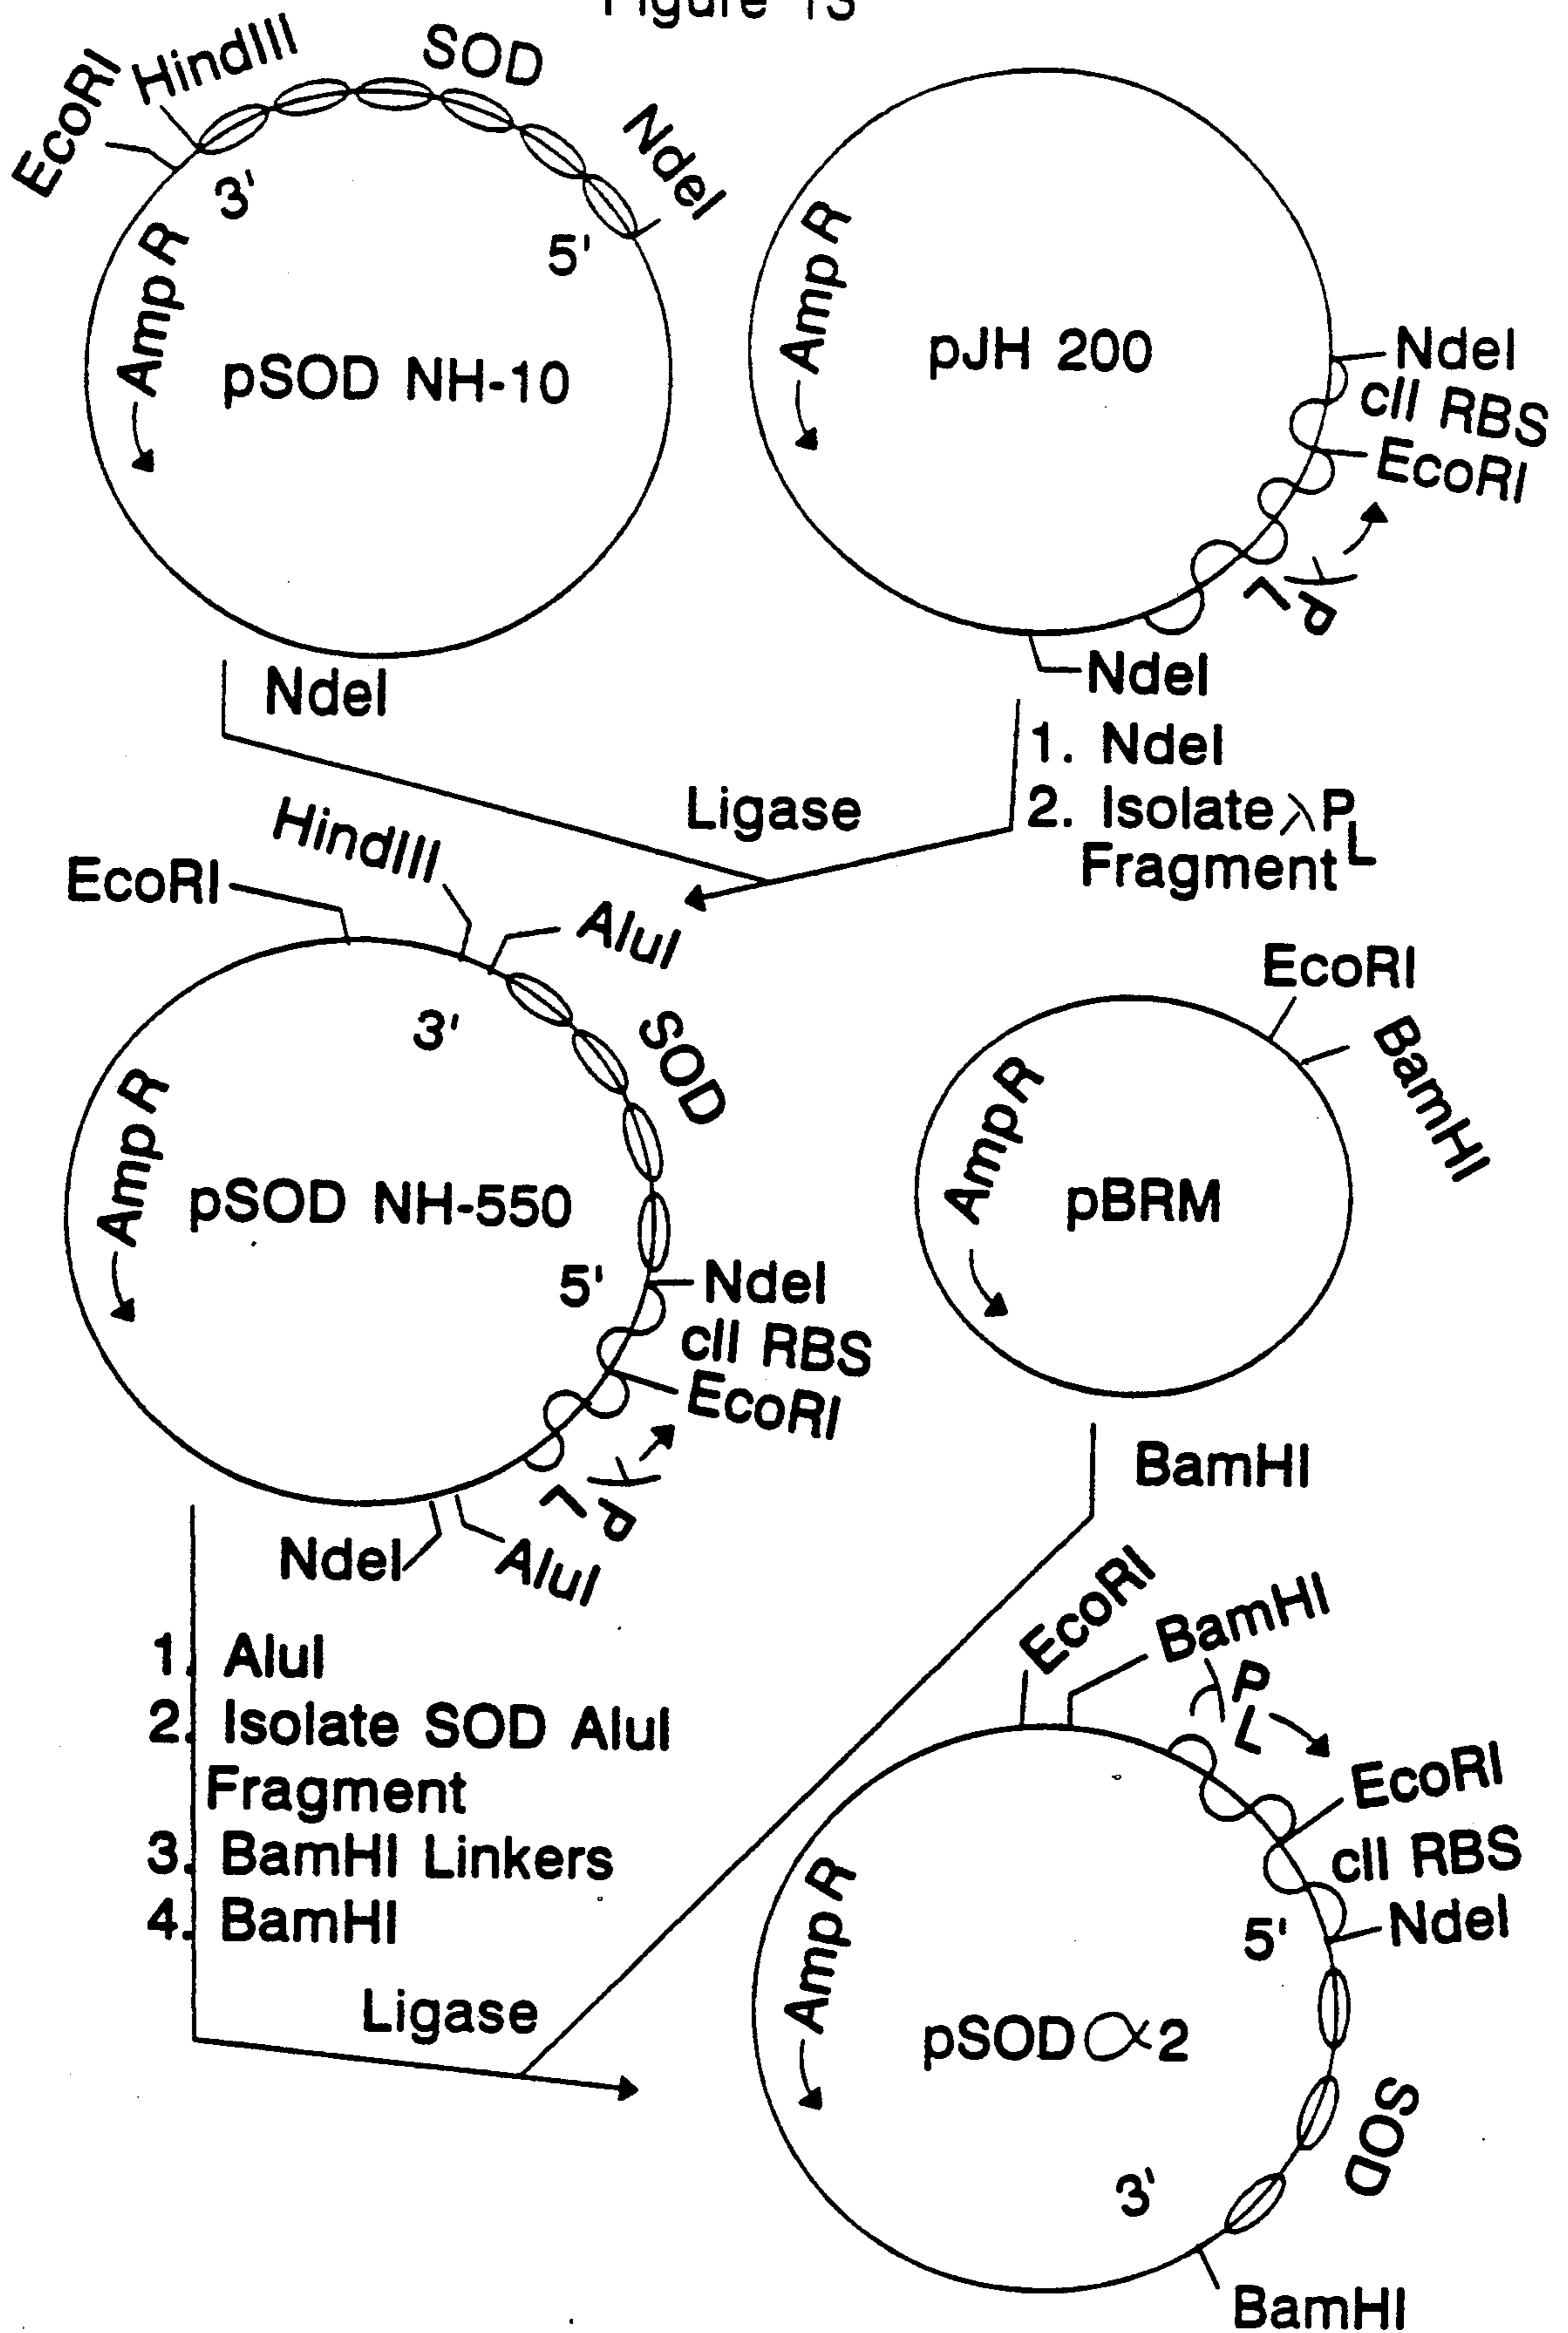 Figure 13
EcoRI
HindIII
SOD
NdeI
3'
5'
AmpR
pSOD NH-10
AmpR
pJH 200
NdeI
cII RBS
EcoRI
λPL
NdeI
NdeI
1. NdeI
2. Isolate λPL
Fragment
Ligase
EcoRI
HindIII
AluI
3'
SOD
AmpR
pSOD NH-550
5'
NdeI
cII RBS
EcoRI
λPL
NdeI
AluI
EcoRI
BamHI
AmpR
pBRM
BamHI
1. AluI
2. Isolate SOD AluI
Fragment
3. BamHI Linkers
4. BamHI
Ligase
EcoRI
BamHI
λPL
EcoRI
cII RBS
NdeI
5'
AmpR
pSODα2
SOD
3'
BamHI